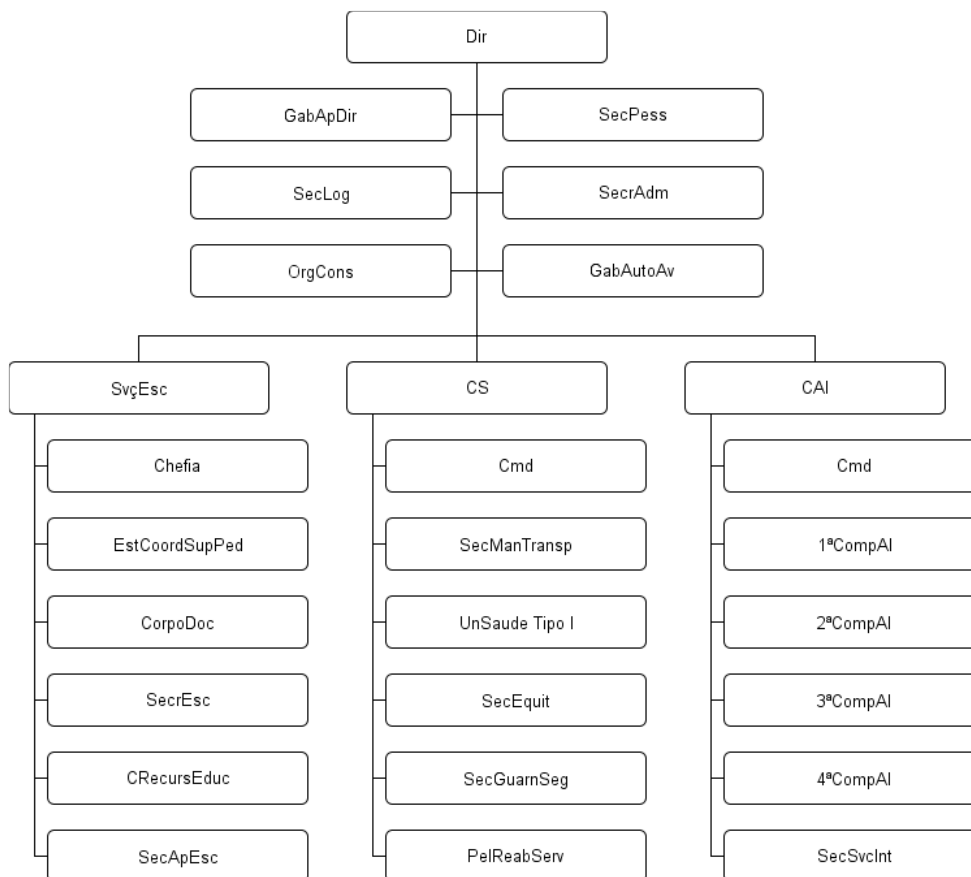 Dir
GabApDir
SecPess
SecLog
SecrAdm
OrgCons
GabAutoAv
SvçEsc
CS
CAI
Chefia
Cmd
Cmd
EstCoordSupPed
SecManTransp
1ªCompAl
CorpoDoc
UnSaude Tipo I
2ªCompAl
SecrEsc
SecEquit
3ªCompAl
CRecursEduc
SecGuarnSeg
4ªCompAl
SecApEsc
PelReabServ
SecSvcInt